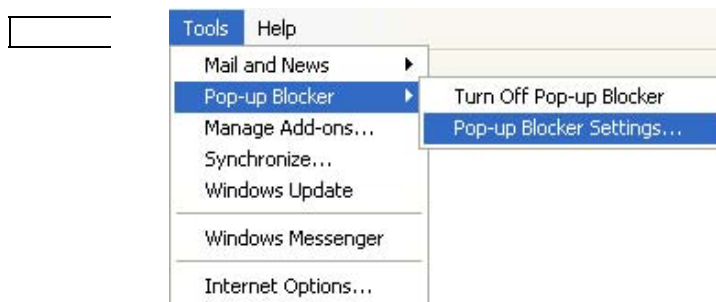 Tools Help
Mail and News
Pop-up Blocker
Turn Off Pop-up Blocker
Manage Add-ons...
Pop-up Blocker Settings...
Synchronize...
Windows Update
Windows Messenger
Internet Options...